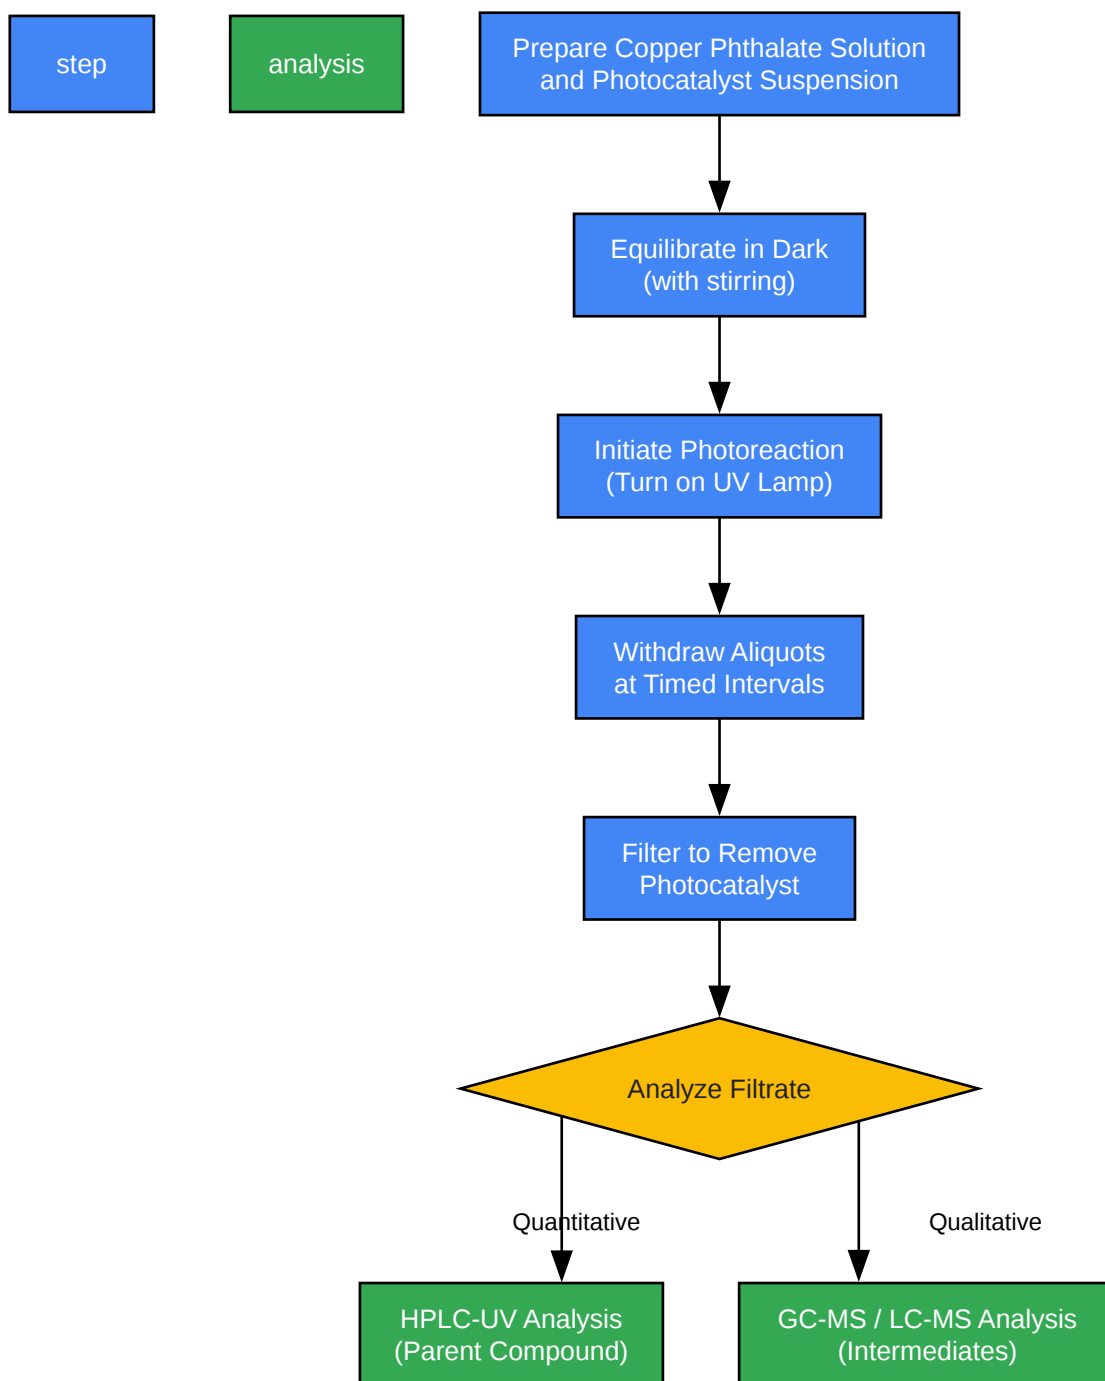 step
analysis
Prepare Copper Phthalate Solution
and Photocatalyst Suspension
Equilibrate in Dark
(with stirring)
Initiate Photoreaction
(Turn on UV Lamp)
Withdraw Aliquots
at Timed Intervals
Filter to Remove
Photocatalyst
Analyze Filtrate
Quantitative
Qualitative
HPLC-UV Analysis
(Parent Compound)
GC-MS / LC-MS Analysis
(Intermediates)